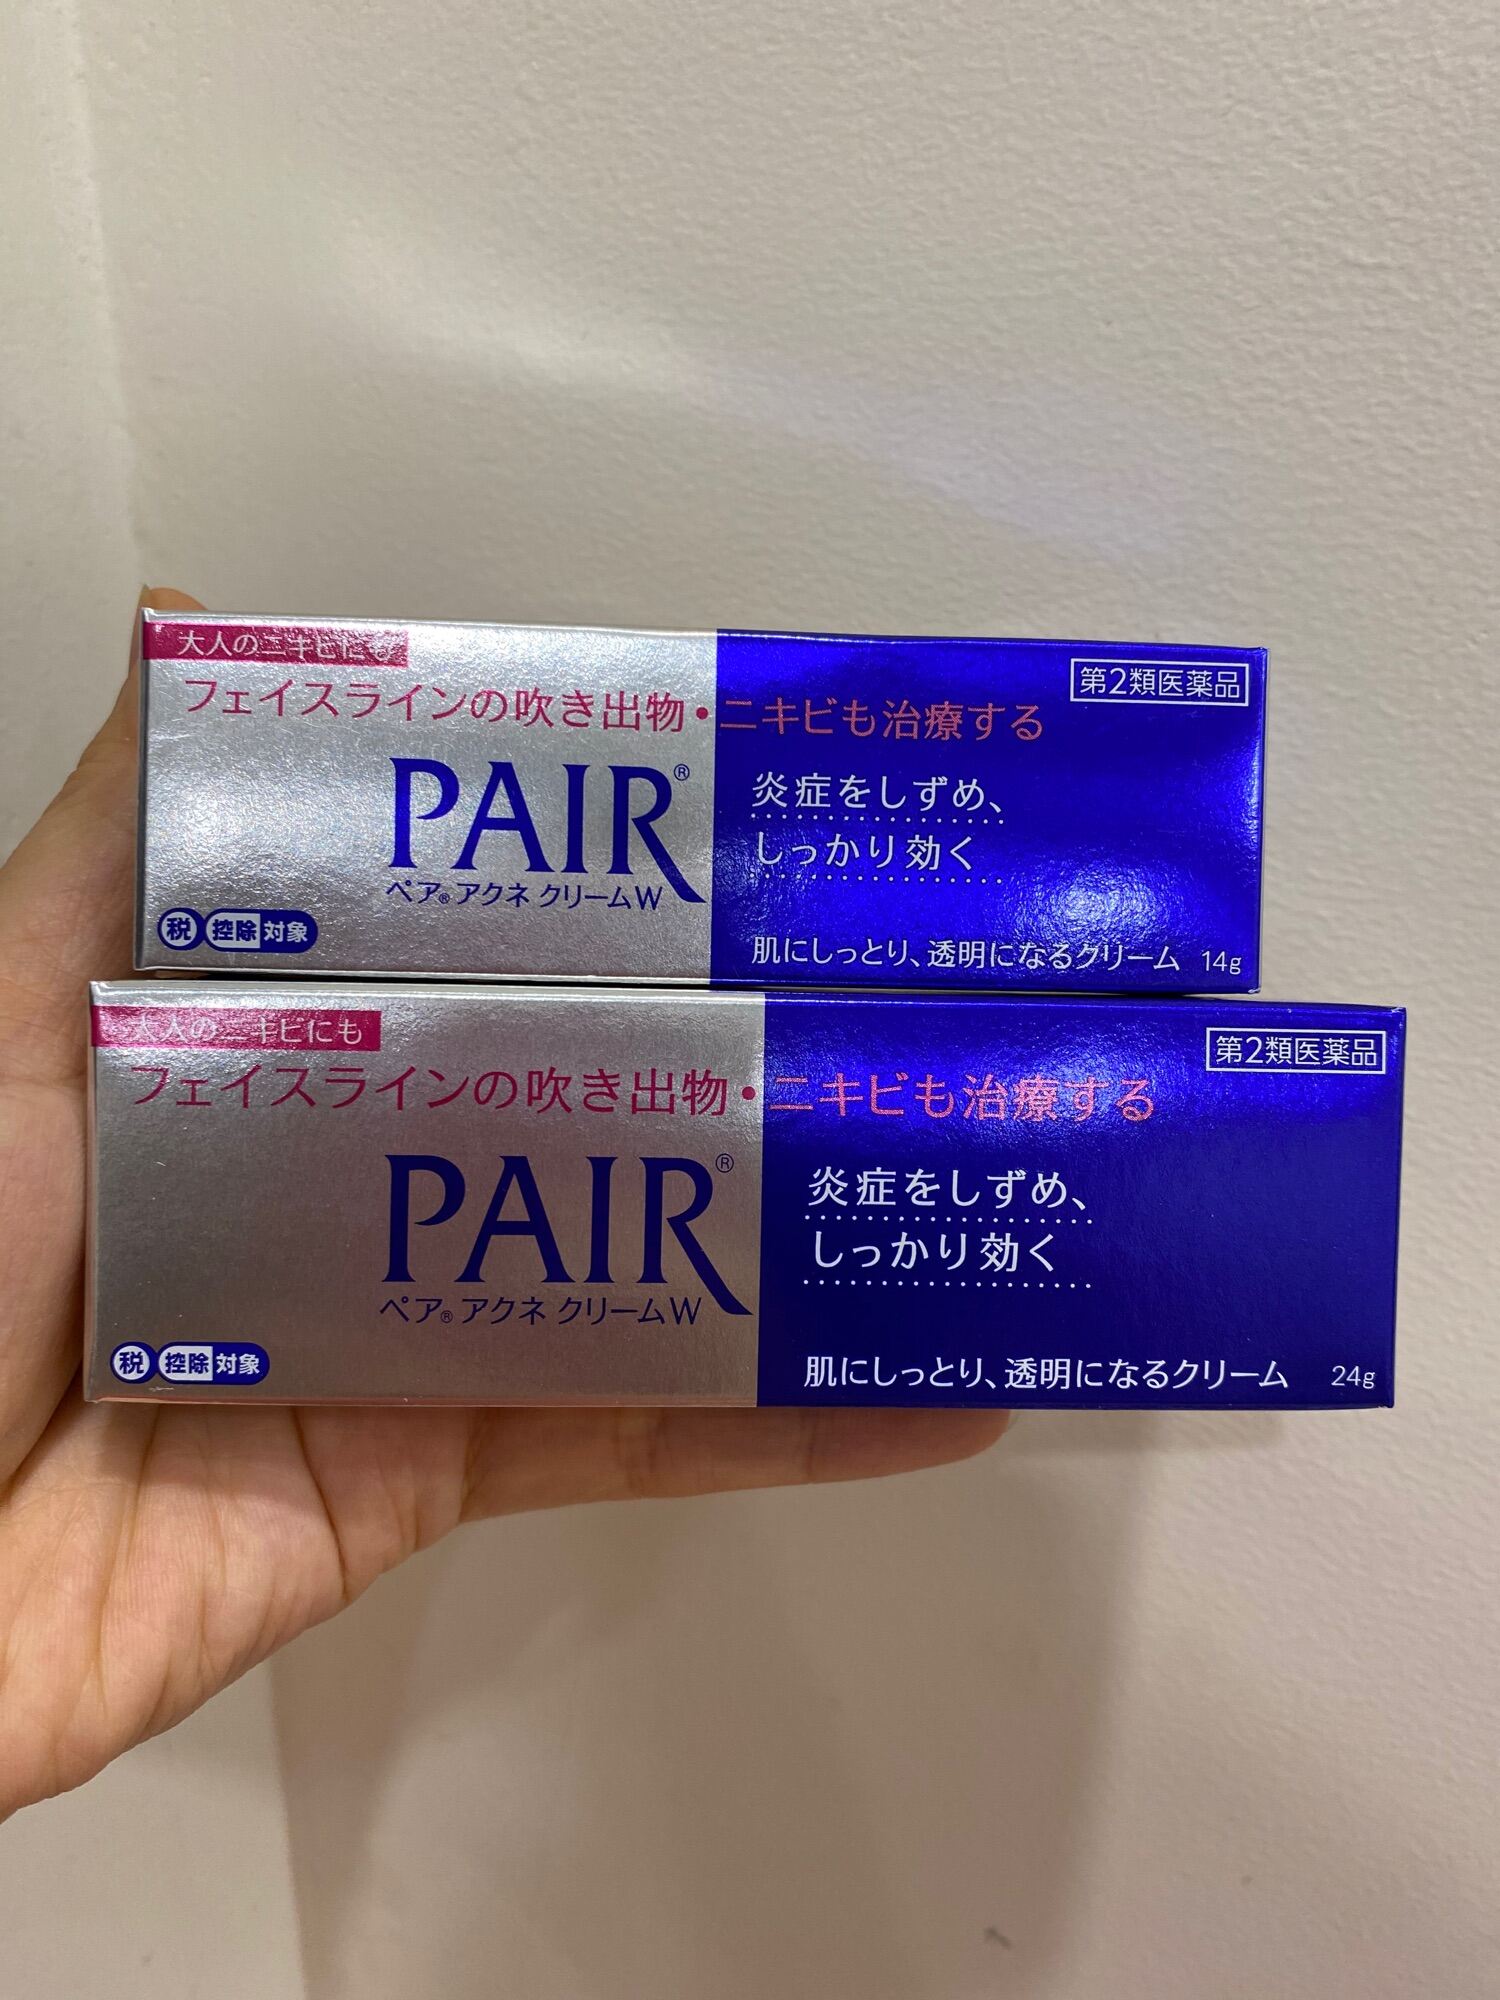 大人のニキビにも
フェイスラインの吹き出物・ニキビも治療する
第2類医薬品
PAIR®
ペア®アクネ クリームW
炎症をしずめ、
しっかり効く
税 控除対象
肌にしっとり、透明になるクリーム 14g
大人のニキビにも
フェイスラインの吹き出物・ニキビも治療する
第2類医薬品
PAIR®
ペア®アクネ クリームW
炎症をしずめ、
しっかり効く
税 控除対象
肌にしっとり、透明になるクリーム 24g